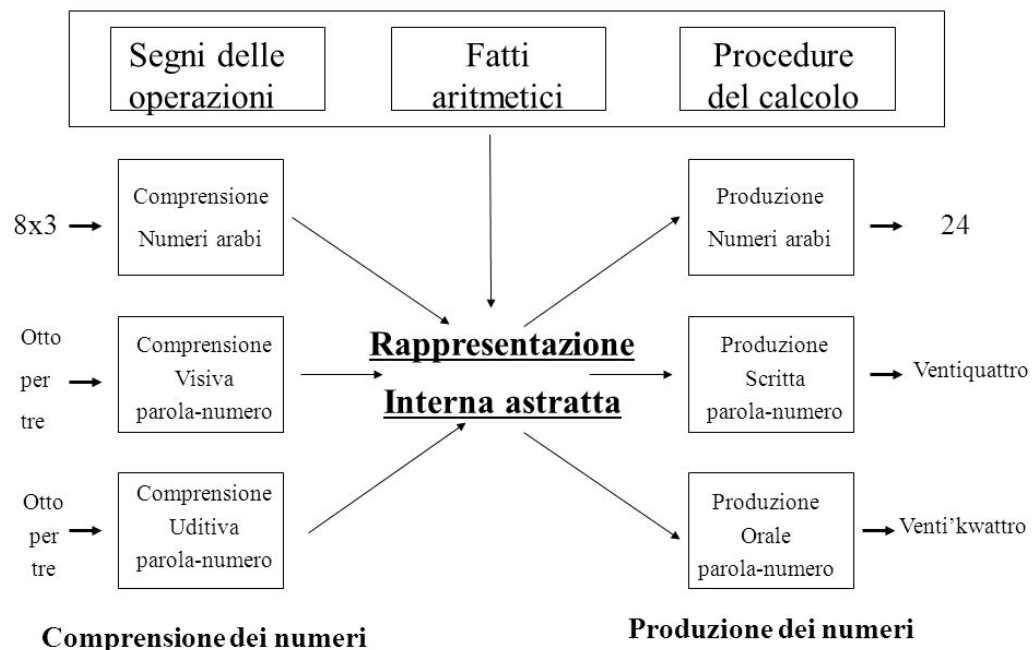 Segni delle
operazioni
Fatti
aritmetici
Procedure
del calcolo
8x3
Comprensione
Numeri arabi
Produzione
Numeri arabi
24
Otto
per
tre
Comprensione
Visiva
parola-numero
Rappresentazione
Interna astratta
Produzione
Scritta
parola-numero
Ventiquattro
Otto
per
tre
Comprensione
Uditiva
parola-numero
Produzione
Orale
parola-numero
Venti’kwattro
Comprensione dei numeri
Produzione dei numeri